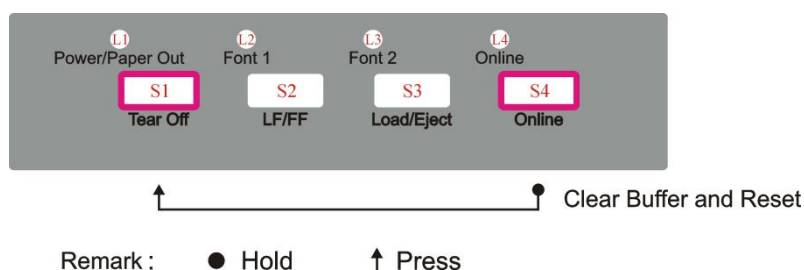 L1 L2 L3 L4
Power/Paper Out Font 1 Font 2 Online
S1 S2 S3 S4
Tear Off LF/FF Load/Eject Online
Clear Buffer and Reset
Remark : ● Hold ↑ Press